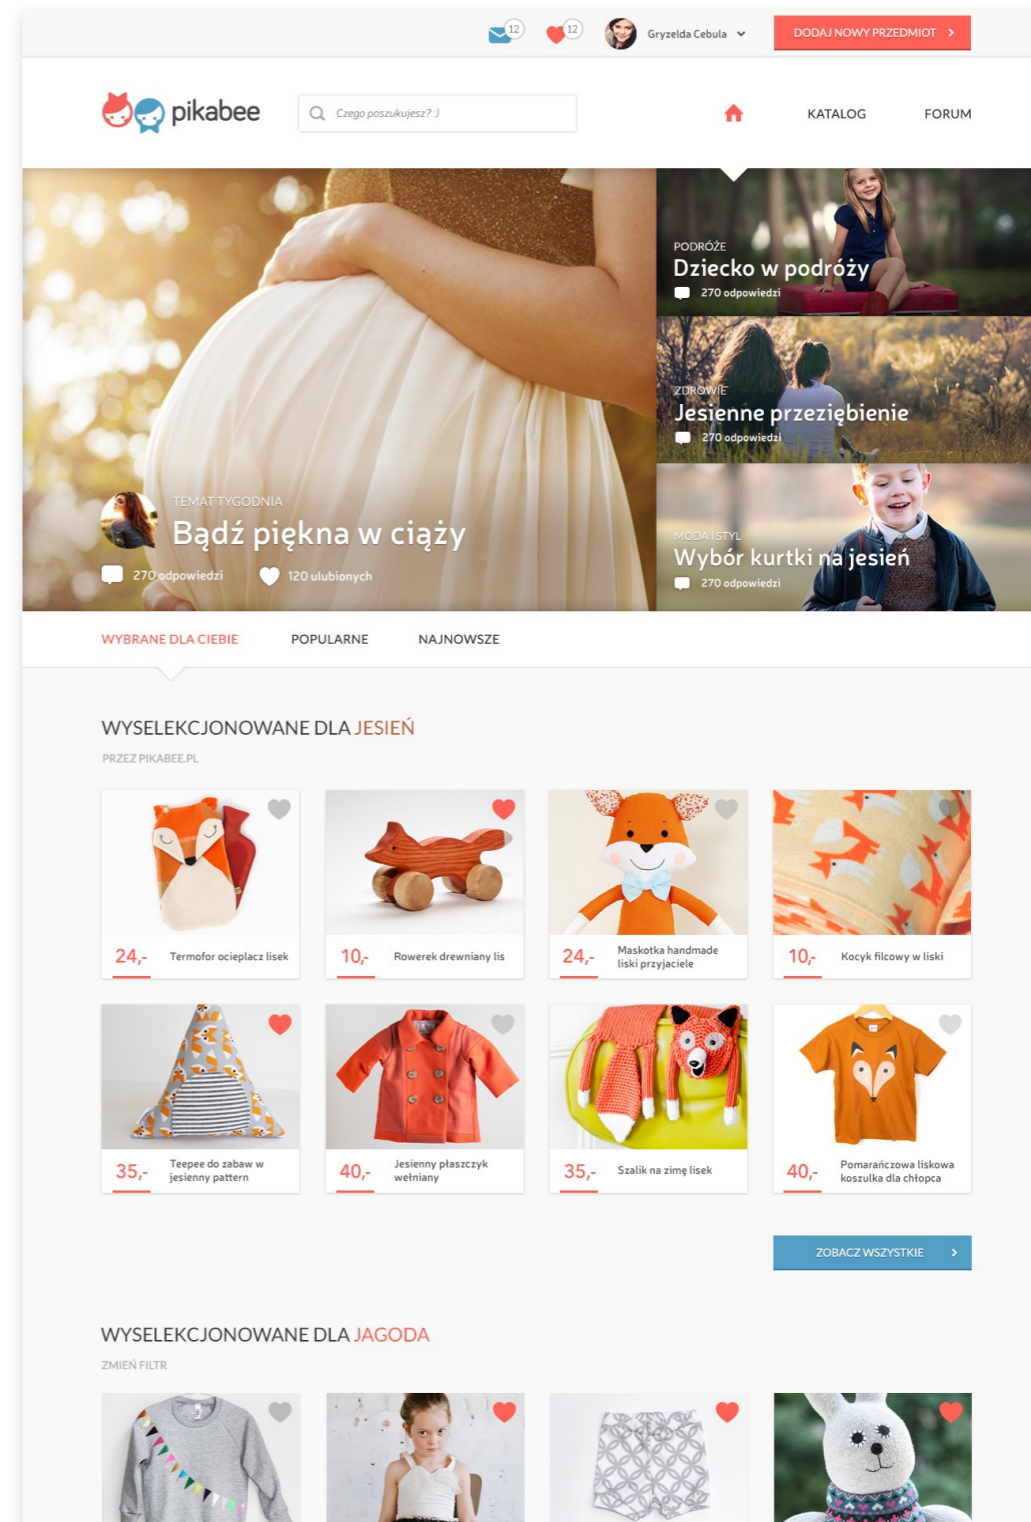 12
12
Gryzelda Cebula
DODAJ NOWY PRZEDMIOT
pikabee
Czego poszukujesz? :)
KATALOG
FORUM
TEMAT TYGODNIA
Bądź piękna w ciąży
270 odpowiedzi
120 ulubionych
PODRÓŻE
Dziecko w podróży
270 odpowiedzi
ZDROWIE
Jesienne przeziębienie
270 odpowiedzi
MODA I STYL
Wybór kurtki na jesień
270 odpowiedzi
WYBRANE DLA CIEBIE
POPULARNE
NAJNOWSZE
WYSELEKCJONOWANE DLA JESIEŃ
PRZEZ PIKABEE.PL
24,-
Termofor ocieplacz lisek
10,-
Rowerek drewniany lis
24,-
Maskotka handmade
liski przyjaciele
10,-
Kocyk filcowy w liski
35,-
Teepee do zabaw w
jesienny pattern
40,-
Jesienny płaszczyk
wełniany
35,-
Szalik na zimę lisek
40,-
Pomarańczowa liskowa
koszulka dla chłopca
ZOBACZ WSZYSTKIE
WYSELEKCJONOWANE DLA JAGODA
ZMIEŃ FILTR